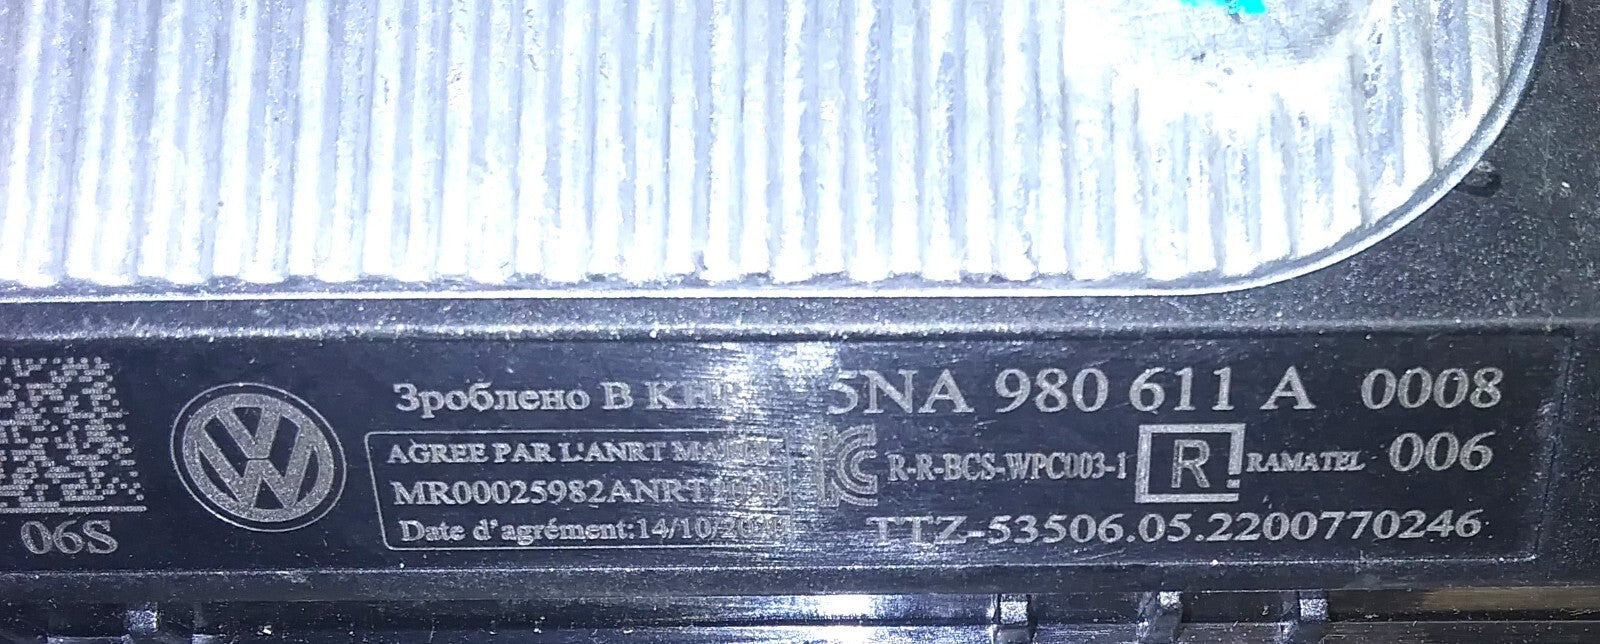 Зроблено В 5NA 980 611 A 0008
AGREE PAR L'ANRT
R-R-BCS-WPC003-1 R RAMATEL 006
MR00025982ANRT
Date d'agrément:14/10/
TTZ-53506.05.2200770246
06S